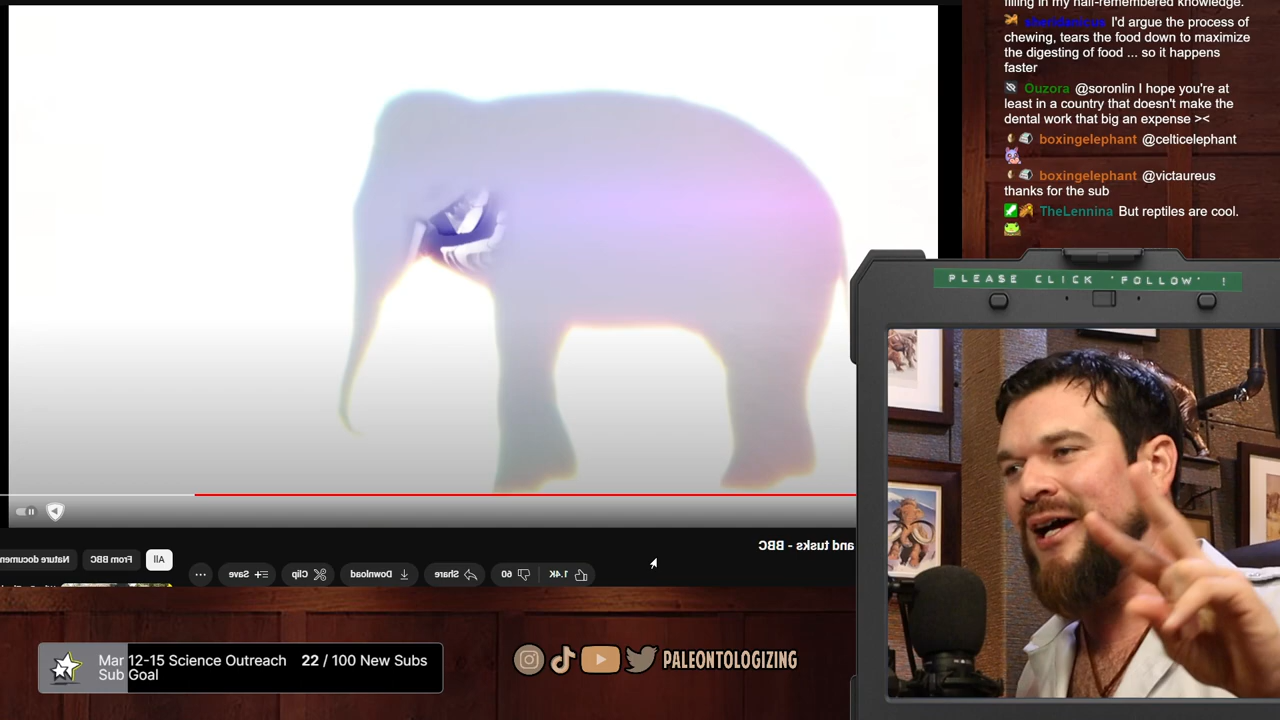 filling in my half-remembered knowledge.
sheridanicus I'd argue the process of
chewing, tears the food down to maximize
the digesting of food ... so it happens
faster
Ouzora @soronlin I hope you're at
least in a country that doesn't make the
dental work that big an expense ><
boxingelephant @celticelephant
boxingelephant @victaureus
thanks for the sub
TheLennina But reptiles are cool.
PLEASE CLICK "FOLLOW" !
and tusks - BBC
Nature documen
From BBC
All
Save
Clip
Download
Share
60
1.4K
Mar 12-15 Science Outreach 22 / 100 New Subs
Sub Goal
PALEONTOLOGIZING